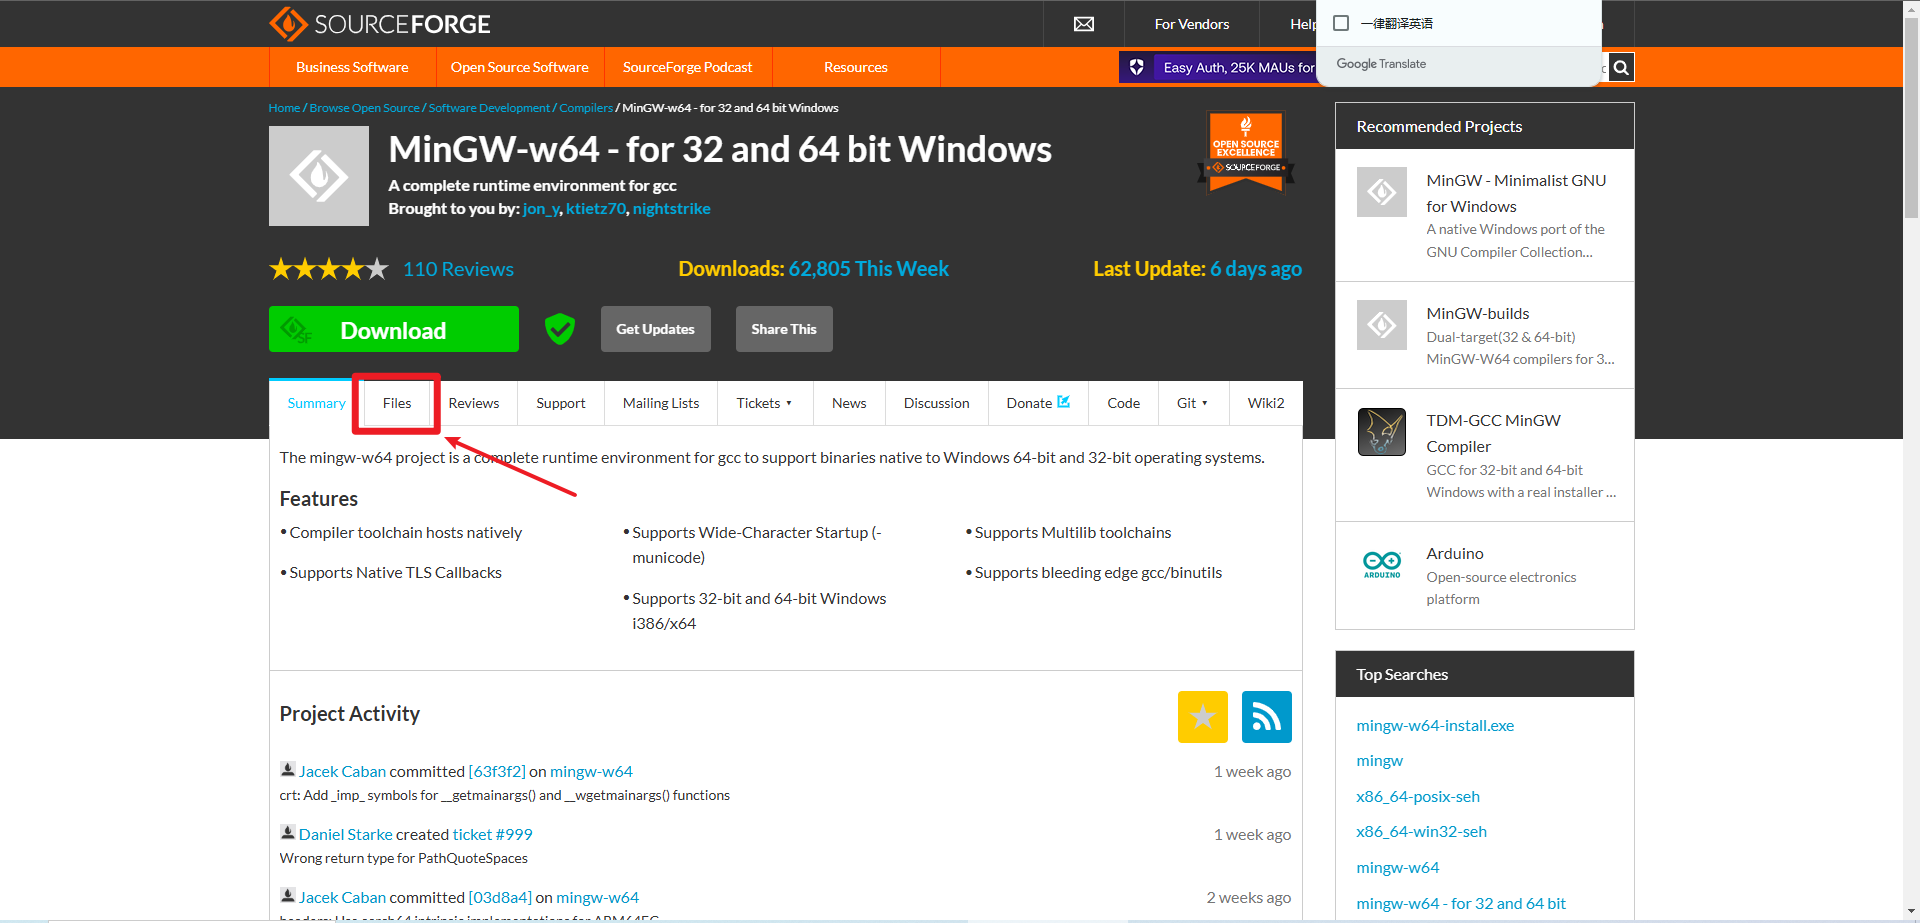 SOURCEFORGE
For Vendors
Help
一律翻译英语
Google Translate
Business Software
Open Source Software
SourceForge Podcast
Resources
Easy Auth, 25K MAUs for
Home / Browse Open Source / Software Development / Compilers / MinGW-w64 - for 32 and 64 bit Windows
MinGW-w64 - for 32 and 64 bit Windows
A complete runtime environment for gcc
Brought to you by: jon_y, ktietz70, nightstrike
OPEN SOURCE
EXCELLENCE
SOURCEFORGE
110 Reviews
Downloads: 62,805 This Week
Last Update: 6 days ago
SF
Download
Get Updates
Share This
Summary
Files
Reviews
Support
Mailing Lists
Tickets
News
Discussion
Donate
Code
Git
Wiki2
The mingw-w64 project is a complete runtime environment for gcc to support binaries native to Windows 64-bit and 32-bit operating systems.
Features
• Compiler toolchain hosts natively
• Supports Native TLS Callbacks
• Supports Wide-Character Startup (-
municode)
• Supports 32-bit and 64-bit Windows
i386/x64
• Supports Multilib toolchains
• Supports bleeding edge gcc/binutils
Project Activity
Jacek Caban committed [63f3f2] on mingw-w64
1 week ago
crt: Add _imp_ symbols for __getmainargs() and __wgetmainargs() functions
Daniel Starke created ticket #999
1 week ago
Wrong return type for PathQuoteSpaces
Jacek Caban committed [03d8a4] on mingw-w64
2 weeks ago
Recommended Projects
MinGW - Minimalist GNU
for Windows
A native Windows port of the
GNU Compiler Collection...
MinGW-builds
Dual-target(32 & 64-bit)
MinGW-W64 compilers for 3...
TDM-GCC MinGW
Compiler
GCC for 32-bit and 64-bit
Windows with a real installer ...
ARDUINO
Arduino
Open-source electronics
platform
Top Searches
mingw-w64-install.exe
mingw
x86_64-posix-seh
x86_64-win32-seh
mingw-w64
mingw-w64 - for 32 and 64 bit